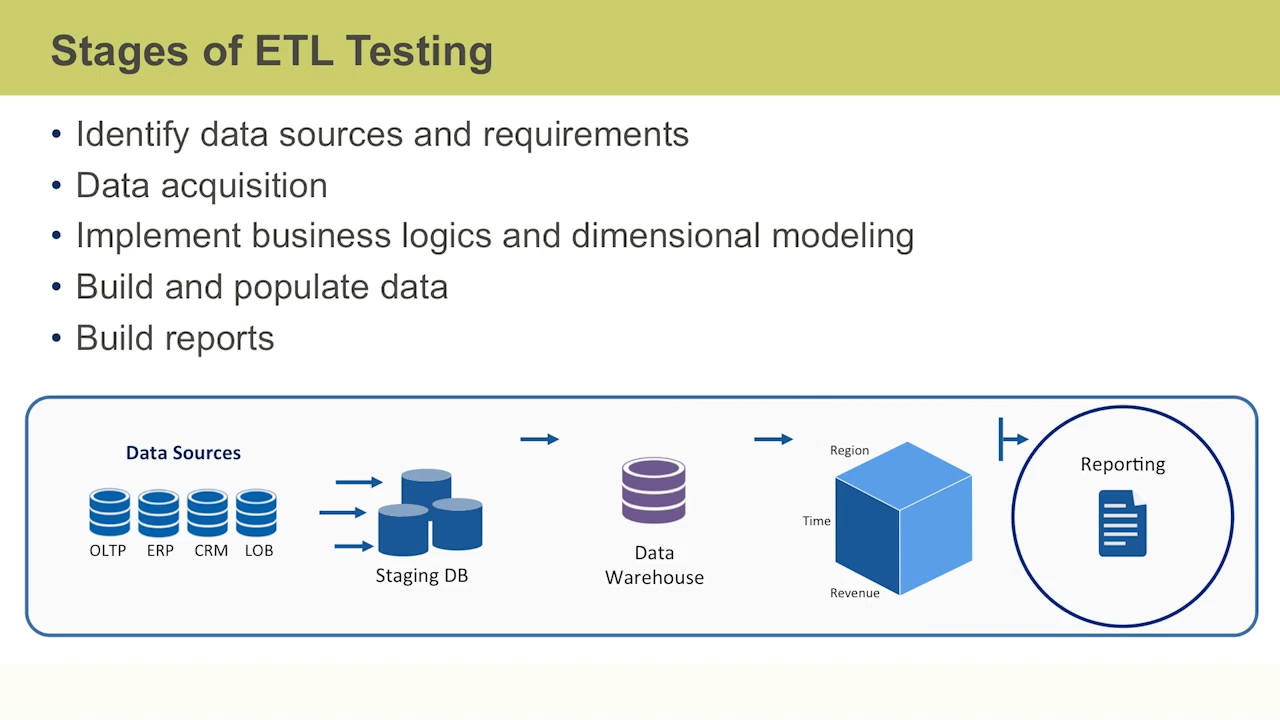 Stages of ETL Testing
• Identify data sources and requirements
• Data acquisition
• Implement business logics and dimensional modeling
• Build and populate data
• Build reports
Data Sources
OLTP
ERP
CRM
LOB
Staging DB
Data
Warehouse
Region
Time
Revenue
Reporting